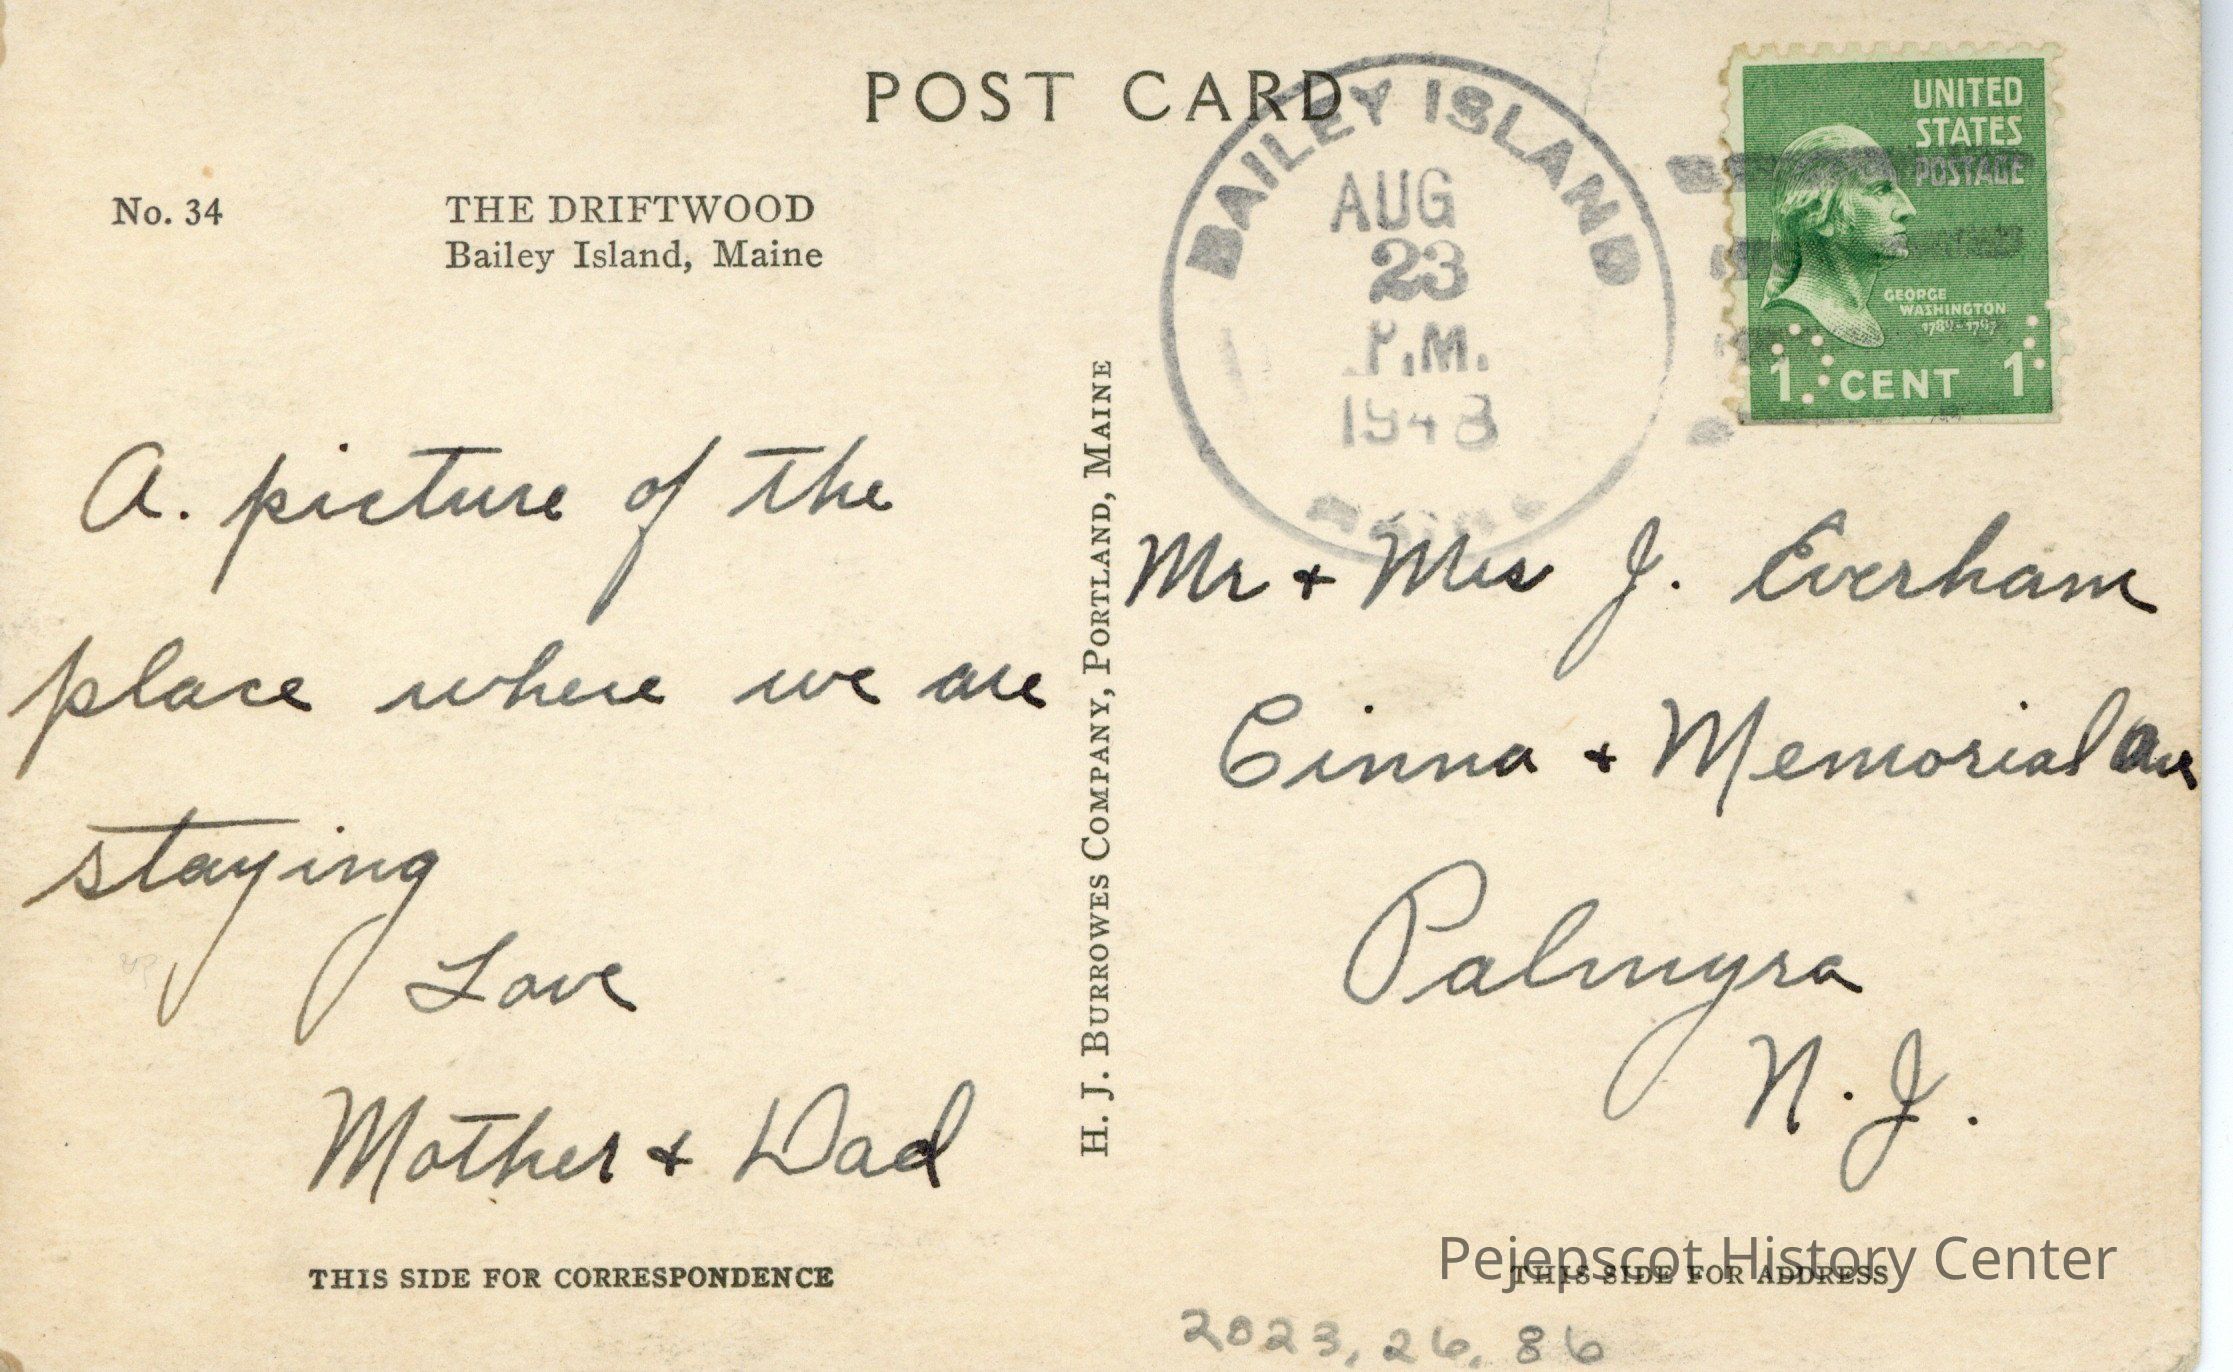 POST CARD
No. 34
THE DRIFTWOOD
Bailey Island, Maine
BAILEY ISLAND
AUG
23
P.M.
1948
UNITED
STATES
POSTAGE
GEORGE
WASHINGTON
1789-1797
1 CENT 1
A. picture of the
place where we are
staying
Love
Mother + Dad
H. J. BURROWES COMPANY, PORTLAND, MAINE
Mr + Mrs J. Everham
Cinna + Memorial Ave
Palmyra
N. J.
THIS SIDE FOR CORRESPONDENCE
THIS SIDE FOR ADDRESS
Pejepscot History Center
2023.26.86